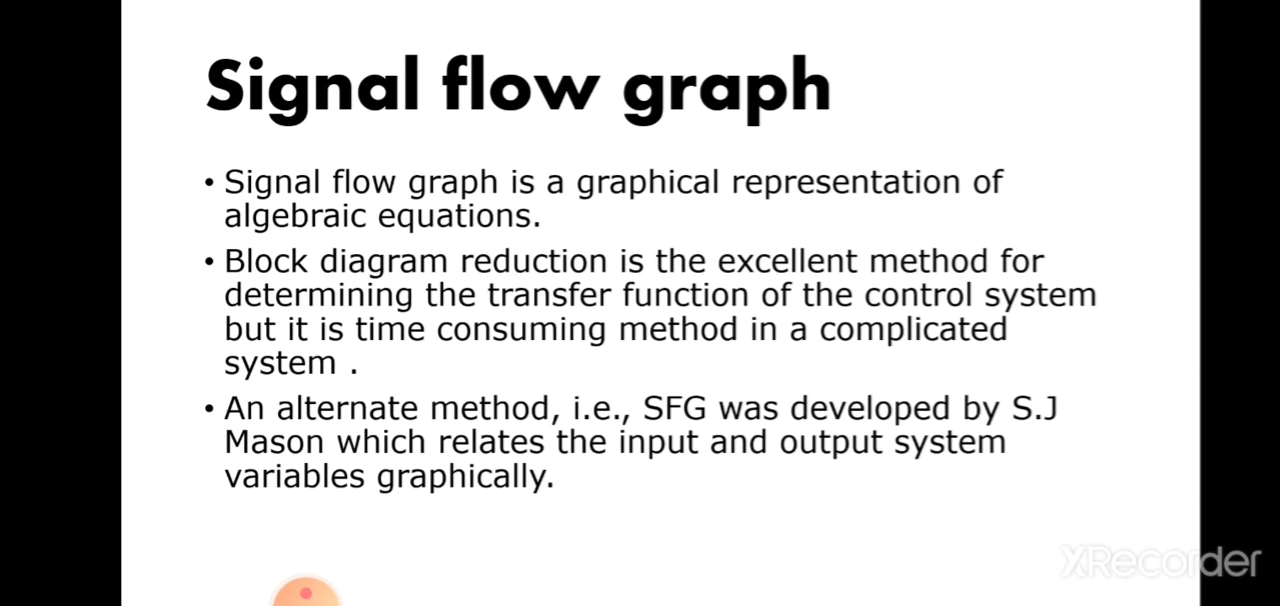 Signal flow graph
• Signal flow graph is a graphical representation of
algebraic equations.
• Block diagram reduction is the excellent method for
determining the transfer function of the control system
but it is time consuming method in a complicated
system .
• An alternate method, i.e., SFG was developed by S.J
Mason which relates the input and output system
variables graphically.
XRecorder